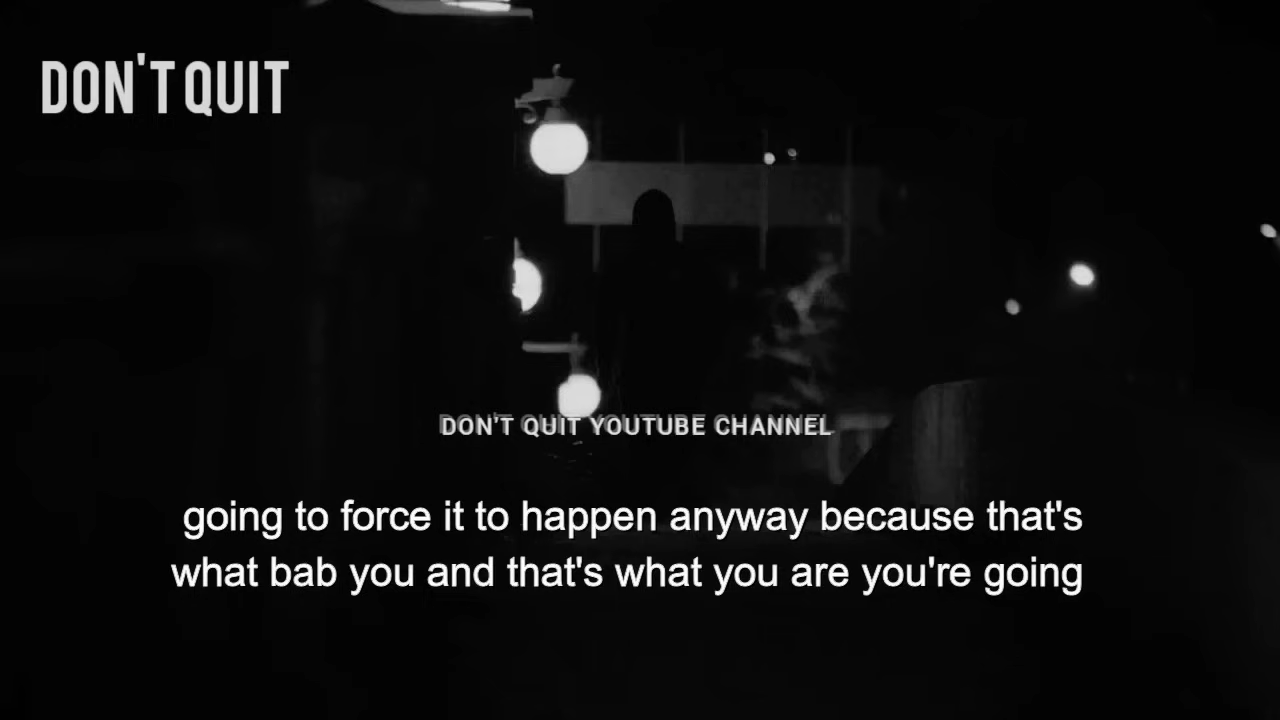 DON'T QUIT
DON'T QUIT YOUTUBE CHANNEL
going to force it to happen anyway because that's
what bab you and that's what you are you're going